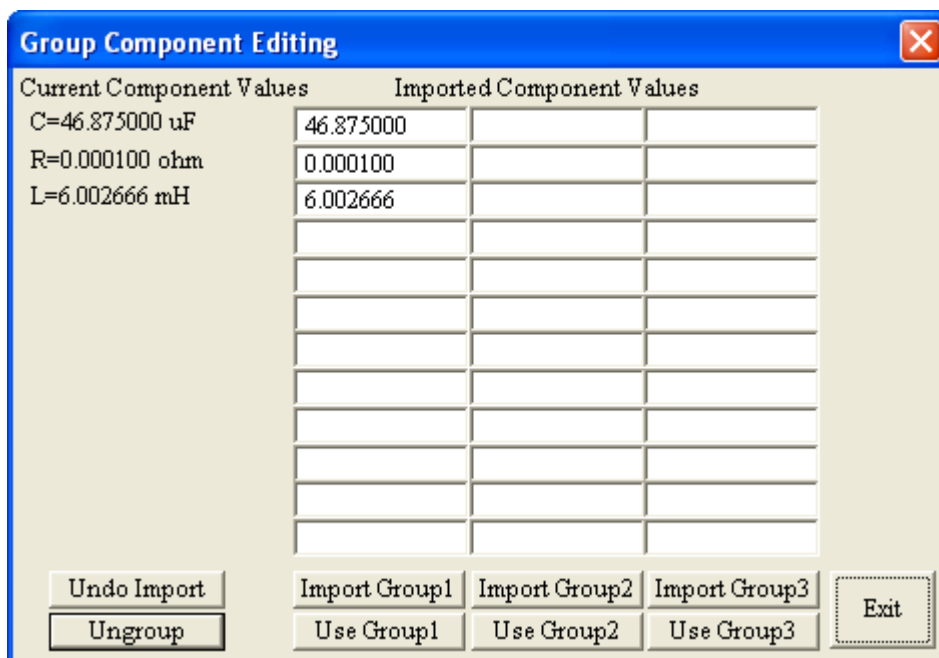 Group Component Editing
Current Component Values Imported Component Values
C=46.875000 uF 46.875000
R=0.000100 ohm 0.000100
L=6.002666 mH 6.002666
Undo Import Import Group1 Import Group2 Import Group3 Exit
Ungroup Use Group1 Use Group2 Use Group3